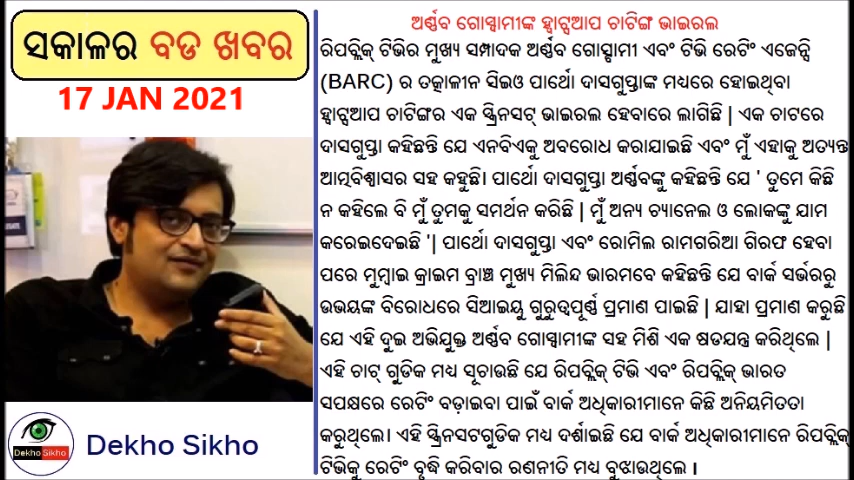 ସକାଳର ବଡ ଖବର
17 JAN 2021
ଅର୍ଣ୍ଣବ ଗୋସ୍ୱାମୀଙ୍କ ହ୍ୱାଟ୍ସଆପ ଚାଟିଙ୍ଗ ଭାଇରଲ
ରିପବ୍ଲିକ୍ ଟିଭିର ମୁଖ୍ୟ ସମ୍ପାଦକ ଅର୍ଣ୍ଣବ ଗୋସ୍ୱାମୀ ଏବଂ ଟିଭି ରେଟିଂ ଏଜେନ୍ସି
(BARC) ର ତତ୍କାଳୀନ ସିଇଓ ପାର୍ଥୋ ଦାସଗୁପ୍ତାଙ୍କ ମଧ୍ୟରେ ହୋଇଥିବା
ହ୍ୱାଟ୍ସଆପ ଚାଟିଙ୍ଗର ଏକ ସ୍କ୍ରିନସଟ୍ ଭାଇରଲ ହେବାରେ ଲାଗିଛି | ଏକ ଚାଟରେ
ଦାସଗୁପ୍ତା କହିଛନ୍ତି ଯେ ଏନବିଏକୁ ଅବରୋଧ କରାଯାଇଛି ଏବଂ ମୁଁ ଏହାକୁ ଅତ୍ୟନ୍ତ
ଆତ୍ମବିଶ୍ୱାସର ସହ କହୁଛି। ପାର୍ଥୋ ଦାସଗୁପ୍ତା ଅର୍ଣ୍ଣବଙ୍କୁ କହିଛନ୍ତି ଯେ ' ତୁମେ କିଛି
ନ କହିଲେ ବି ମୁଁ ତୁମକୁ ସମର୍ଥନ କରିଛି | ମୁଁ ଅନ୍ୟ ଚ୍ୟାନେଲ ଓ ଲୋକଙ୍କୁ ଯାମ
କରେଇଦେଇଛି '| ପାର୍ଥୋ ଦାସଗୁପ୍ତା ଏବଂ ରୋମିଲ ରାମଗରିଆ ଗିରଫ ହେବା
ପରେ ମୁମ୍ବାଇ କ୍ରାଇମ ବ୍ରାଞ୍ଚ ମୁଖ୍ୟ ମିଲିନ୍ଦ ଭାରମବେ କହିଛନ୍ତି ଯେ ବାର୍କ ସର୍ଭରରୁ
ଉଭୟଙ୍କ ବିରୋଧରେ ସିଆଇୟୁ ଗୁରୁତ୍ୱପୂର୍ଣ୍ଣ ପ୍ରମାଣ ପାଇଛି | ଯାହା ପ୍ରମାଣ କରୁଛି
ଯେ ଏହି ଦୁଇ ଅଭିଯୁକ୍ତ ଅର୍ଣ୍ଣବ ଗୋସ୍ୱାମୀଙ୍କ ସହ ମିଶି ଏକ ଷଡଯନ୍ତ୍ର କରିଥିଲେ |
ଏହି ଚାଟ୍ ଗୁଡିକ ମଧ୍ୟ ସୂଚାଉଛି ଯେ ରିପବ୍ଲିକ୍ ଟିଭି ଏବଂ ରିପବ୍ଲିକ୍ ଭାରତ
ସପକ୍ଷରେ ରେଟିଂ ବଢ଼ାଇବା ପାଇଁ ବାର୍କ ଅଧିକାରୀମାନେ କିଛି ଅନିୟମିତତା
କରୁଥିଲେ। ଏହି ସ୍କ୍ରିନସଟଗୁଡିକ ମଧ୍ୟ ଦର୍ଶାଇଛି ଯେ ବାର୍କ ଅଧିକାରୀମାନେ ରିପବ୍ଲିକ୍
ଟିଭିକୁ ରେଟିଂ ବୃଦ୍ଧି କରିବାର ରଣନୀତି ମଧ୍ୟ ବୁଝାଉଥିଲେ ।
Dekho Sikho
Dekho Sikho